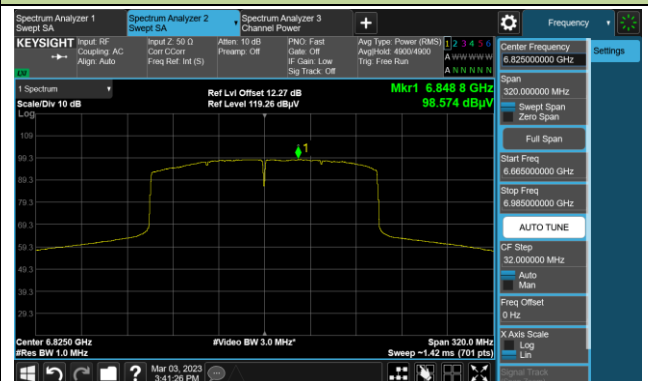 Spectrum Analyzer 1
Swept SA
Spectrum Analyzer 2
Swept SA
Spectrum Analyzer 3
Channel Power
+
Frequency
KEYSIGHT
Input: RF
Coupling: AC
Align: Auto
Input Z: 50 Ω
Corr CCorr
Freq Ref: Int (S)
Atten: 10 dB
Preamp: Off
PNO: Fast
Gate: Off
IF Gain: Low
Sig Track: Off
Avg Type: Power (RMS)
Avg|Hold: 4900/4900
Trig: Free Run
1 2 3 4 5 6
A W W W W W
A N N N N N
LXI
1 Spectrum
Scale/Div 10 dB
Log
Ref Lvl Offset 12.27 dB
Ref Level 119.26 dBµV
Mkr1 6.848 8 GHz
98.574 dBµV
1
109
99.3
89.3
79.3
69.3
59.3
49.3
39.3
29.3
Center 6.8250 GHz
#Res BW 1.0 MHz
#Video BW 3.0 MHz*
Span 320.0 MHz
Sweep ~1.42 ms (701 pts)
Center Frequency
6.825000000 GHz
Settings
Span
320.000000 MHz
Swept Span
Zero Span
Full Span
Start Freq
6.665000000 GHz
Stop Freq
6.985000000 GHz
AUTO TUNE
CF Step
32.000000 MHz
Auto
Man
Freq Offset
0 Hz
X Axis Scale
Log
Lin
Signal Track
?
Mar 03, 2023
3:41:26 PM